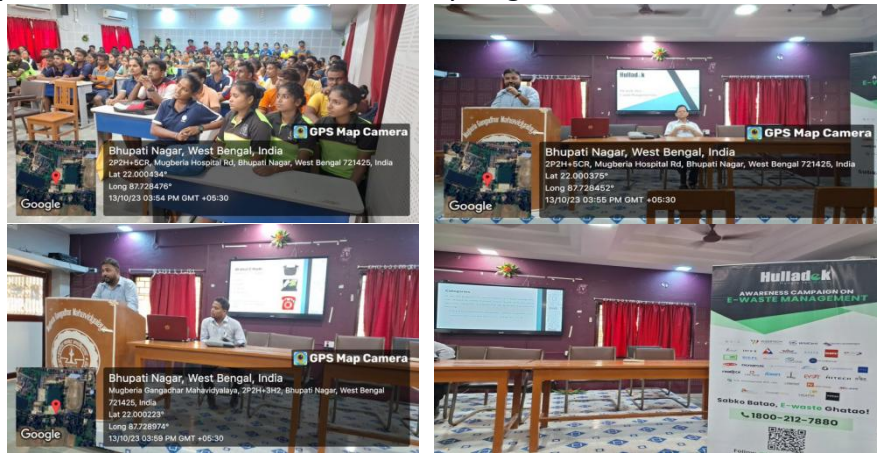 GPS Map Camera
Bhupati Nagar, West Bengal, India
2P2H+5CR, Mugberia Hospital Rd, Bhupati Nagar, West Bengal 721425, India
Lat 22.000434°
Long 87.728476°
13/10/23 03:54 PM GMT +05:30
Google
Hulladek
Mugberia Gangadhar Mahavidyalaya
GPS Map Camera
Bhupati Nagar, West Bengal, India
2P2H+5CR, Mugberia Hospital Rd, Bhupati Nagar, West Bengal 721425, India
Lat 22.000375°
Long 87.728452°
13/10/23 03:55 PM GMT +05:30
Google
Gangadhar Mahavidyalaya
GPS Map Camera
Bhupati Nagar, West Bengal, India
Mugberia Gangadhar Mahavidyalaya, 2P2H+3H2, Bhupati Nagar, West Bengal
721425, India
Lat 22.000223°
Long 87.728974°
13/10/23 03:59 PM GMT +05:30
Google
Hulladek
AWARENESS CAMPAIGN ON
E-WASTE MANAGEMENT
Sabko Batao, E-waste Ghatao!
1800-212-7880